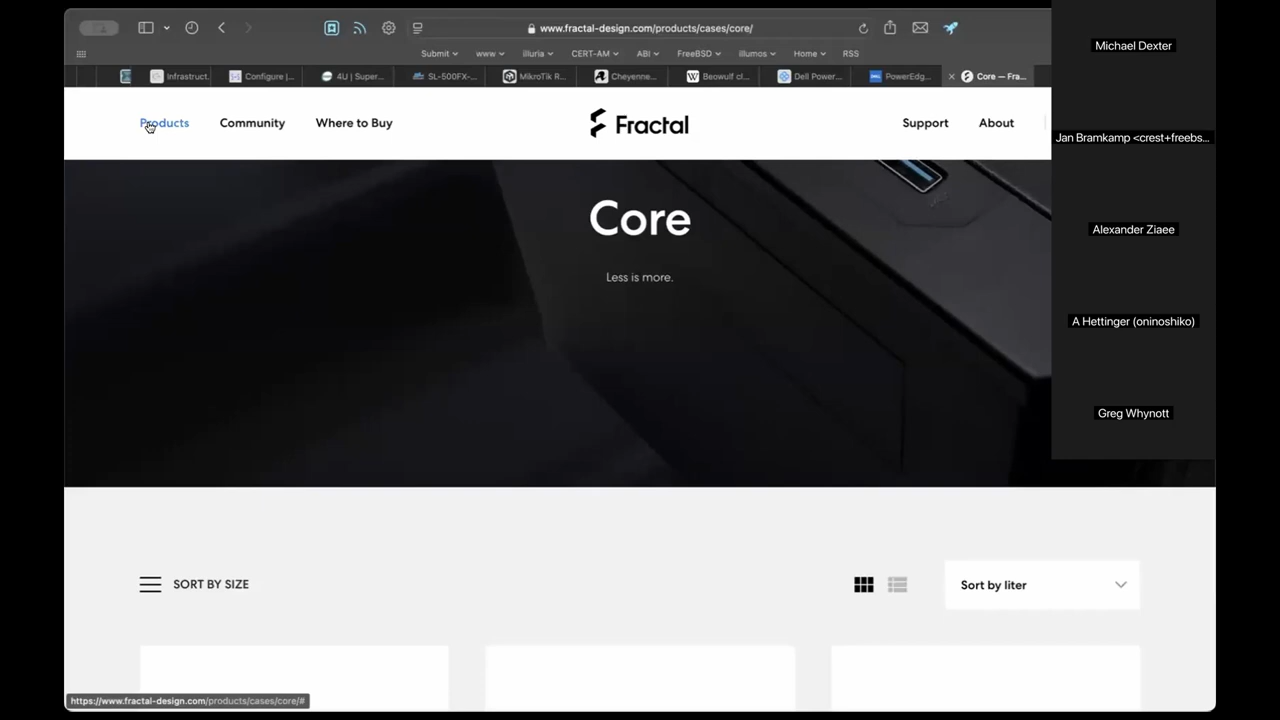 www.fractal-design.com/products/cases/core/
Submit www illuria CERT-AM ABI FreeBSD illumos Home RSS
Infrastruct. Configure |... 4U | Super... SL-500FX-... MikroTik R... Cheyenne... Beowulf cl... Dell Power... PowerEdg... Core — Fra...
Products Community Where to Buy Fractal Support About
Core
Less is more.
SORT BY SIZE Sort by liter
https://www.fractal-design.com/products/cases/core/#
Michael Dexter
Jan Bramkamp <crest+freebs...
Alexander Ziaee
A Hettinger (oninoshiko)
Greg Whynott